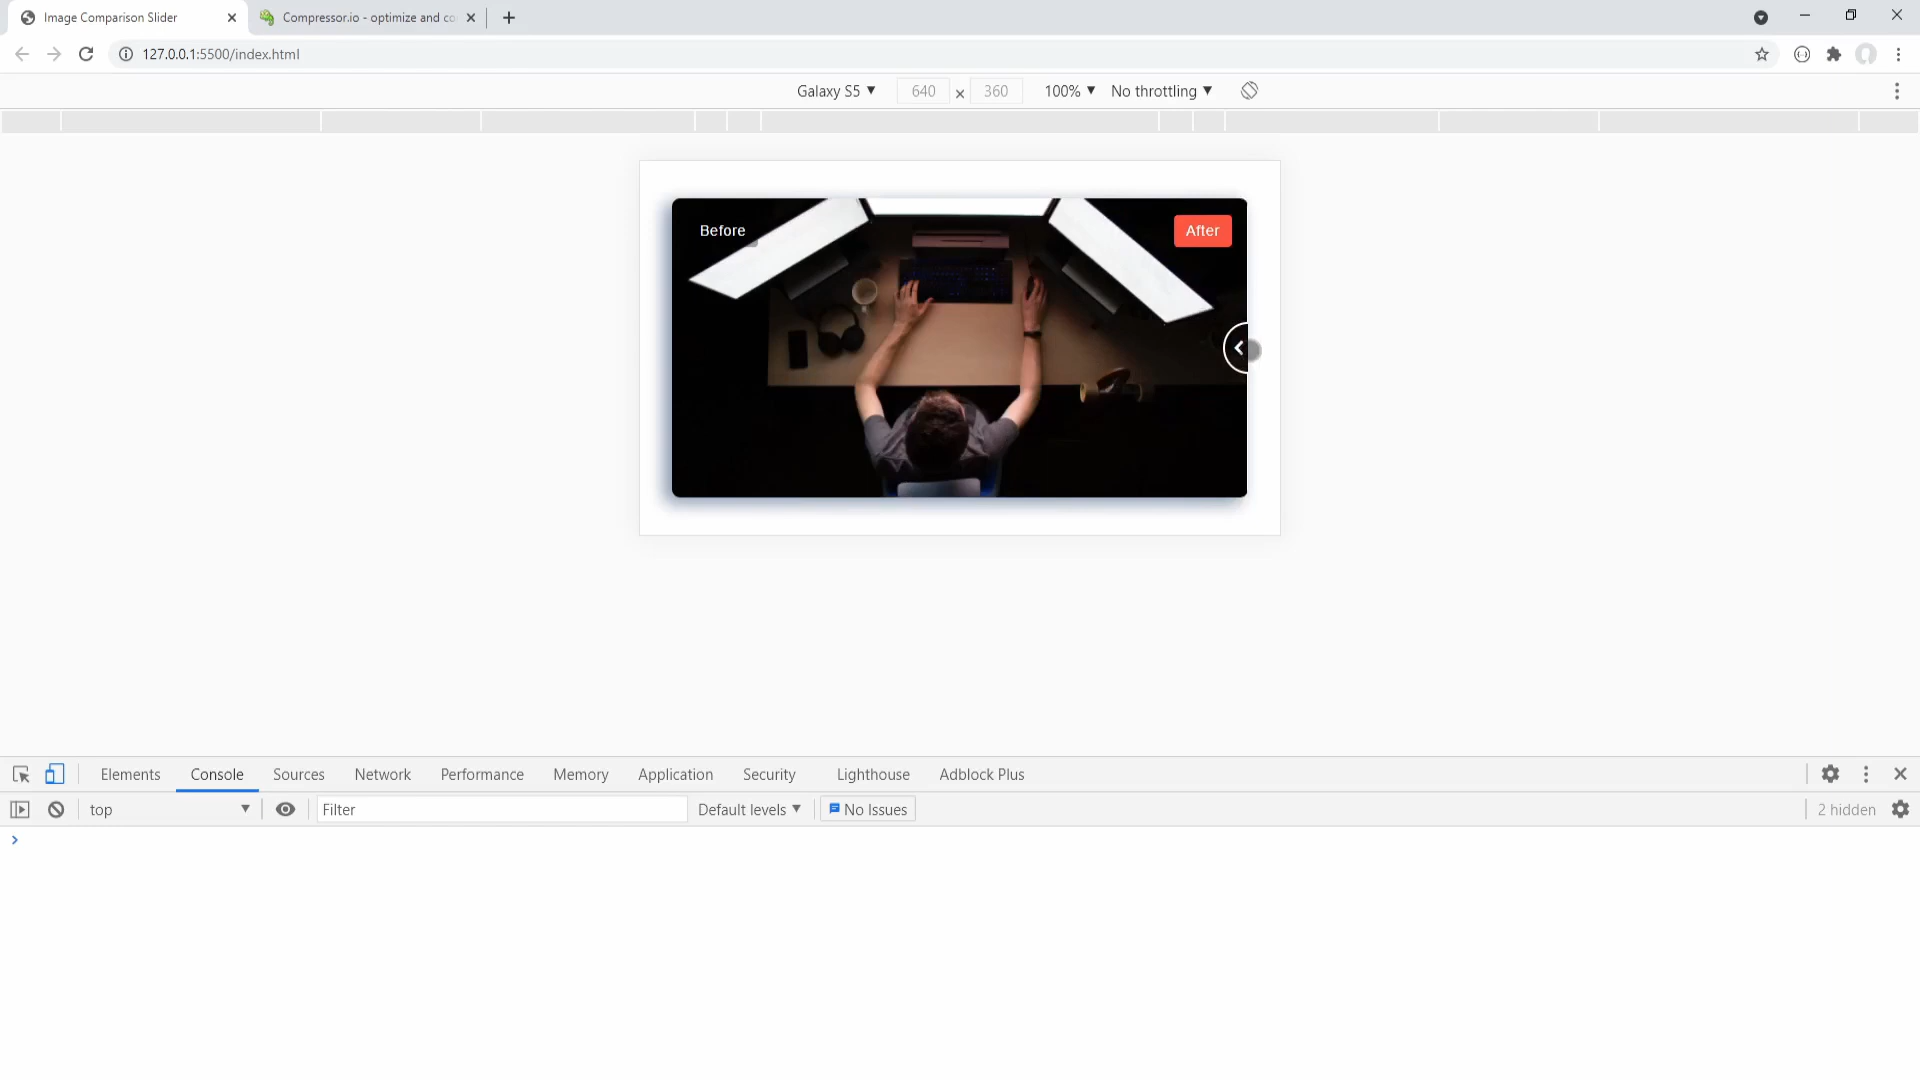 Image Comparison Slider
Compressor.io - optimize and co
127.0.0.1:5500/index.html
Galaxy S5 ▼ 640 × 360 100% ▼ No throttling ▼
Before
After
Elements Console Sources Network Performance Memory Application Security Lighthouse Adblock Plus
top ▼ Filter Default levels ▼ No Issues 2 hidden